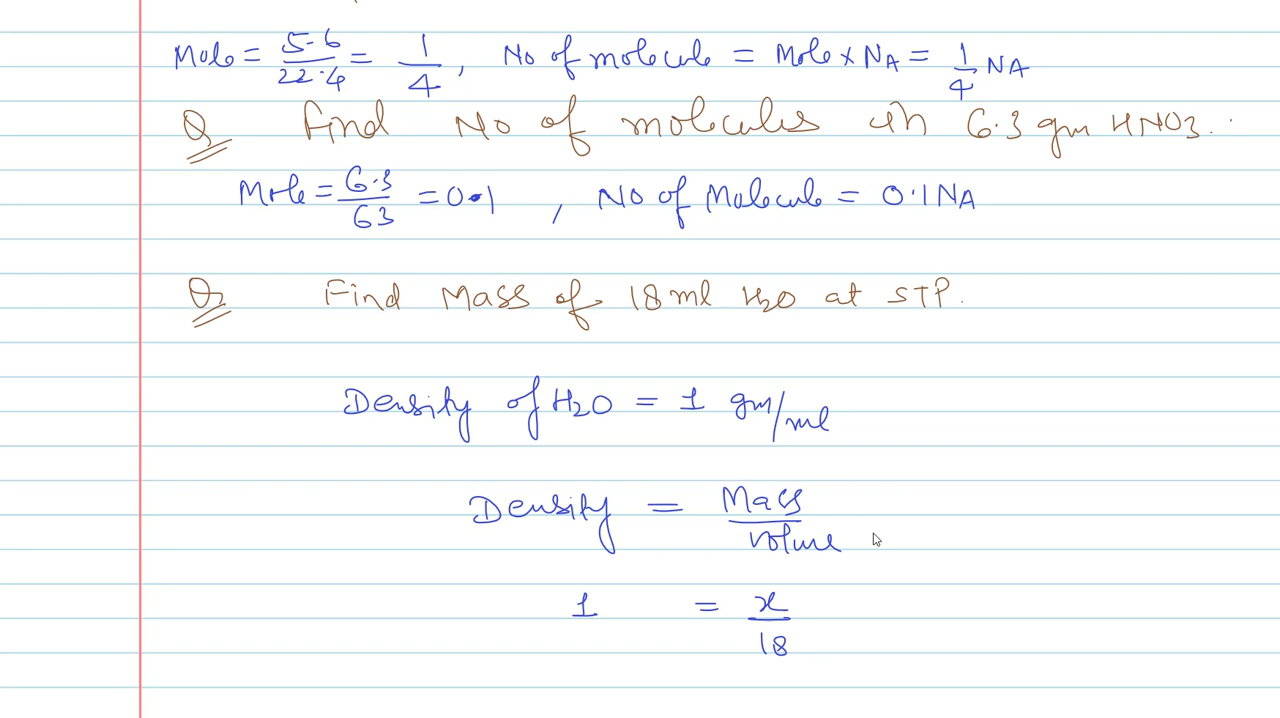 Mole = 5.6/22.4 = 1/4, No of molecule = Mole x NA = 1/4 NA
Q Find No of molecules in 6.3 gm HNO3.
Mole = 6.3/63 = 0.1, No of Molecule = 0.1 NA
Q Find Mass of 18 ml H2O at STP.
Density of H2O = 1 gm/ml
Density = Mass/volume
1 = x/18